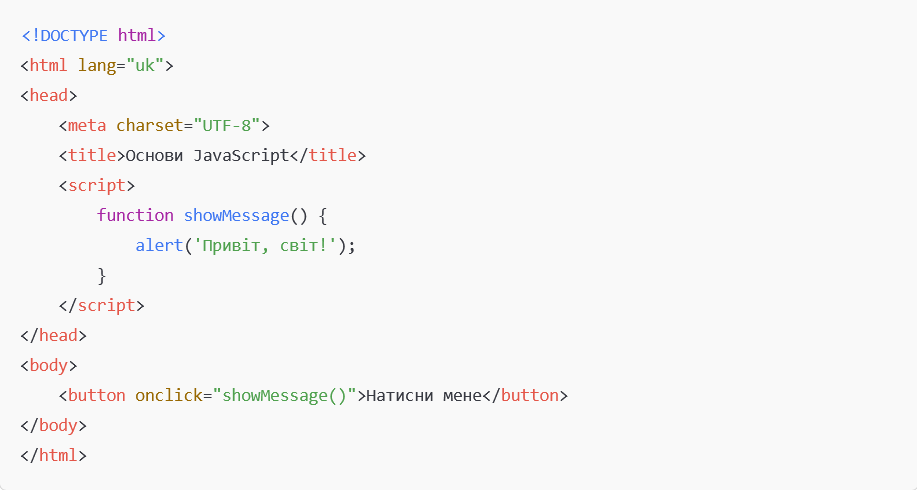 <!DOCTYPE html>
<html lang="uk">
<head>
    <meta charset="UTF-8">
    <title>Основи JavaScript</title>
    <script>
        function showMessage() {
            alert('Привіт, світ!');
        }
    </script>
</head>
<body>
    <button onclick="showMessage()">Натисни мене</button>
</body>
</html>